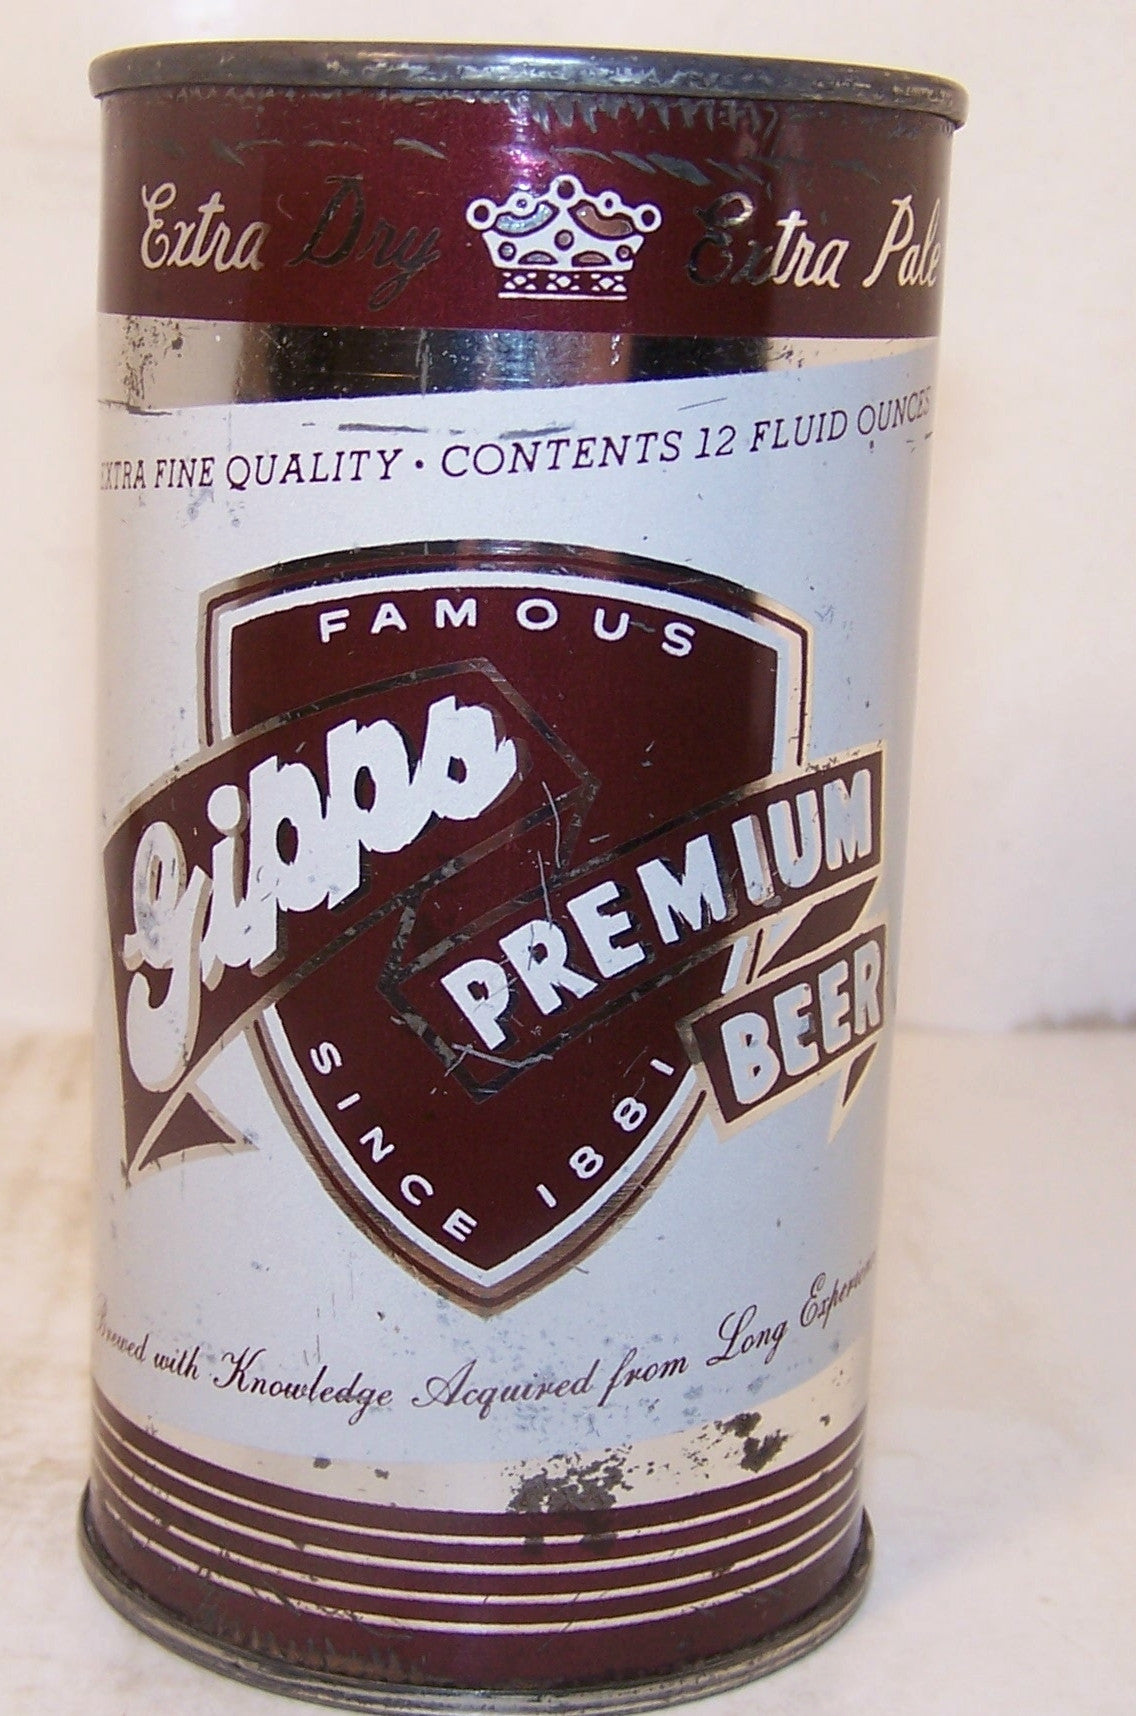 Extra Dry Extra Pale
EXTRA FINE QUALITY · CONTENTS 12 FLUID OUNCES
FAMOUS
Gipps
PREMIUM
BEER
SINCE 1881
Brewed with Knowledge Acquired from Long Experience